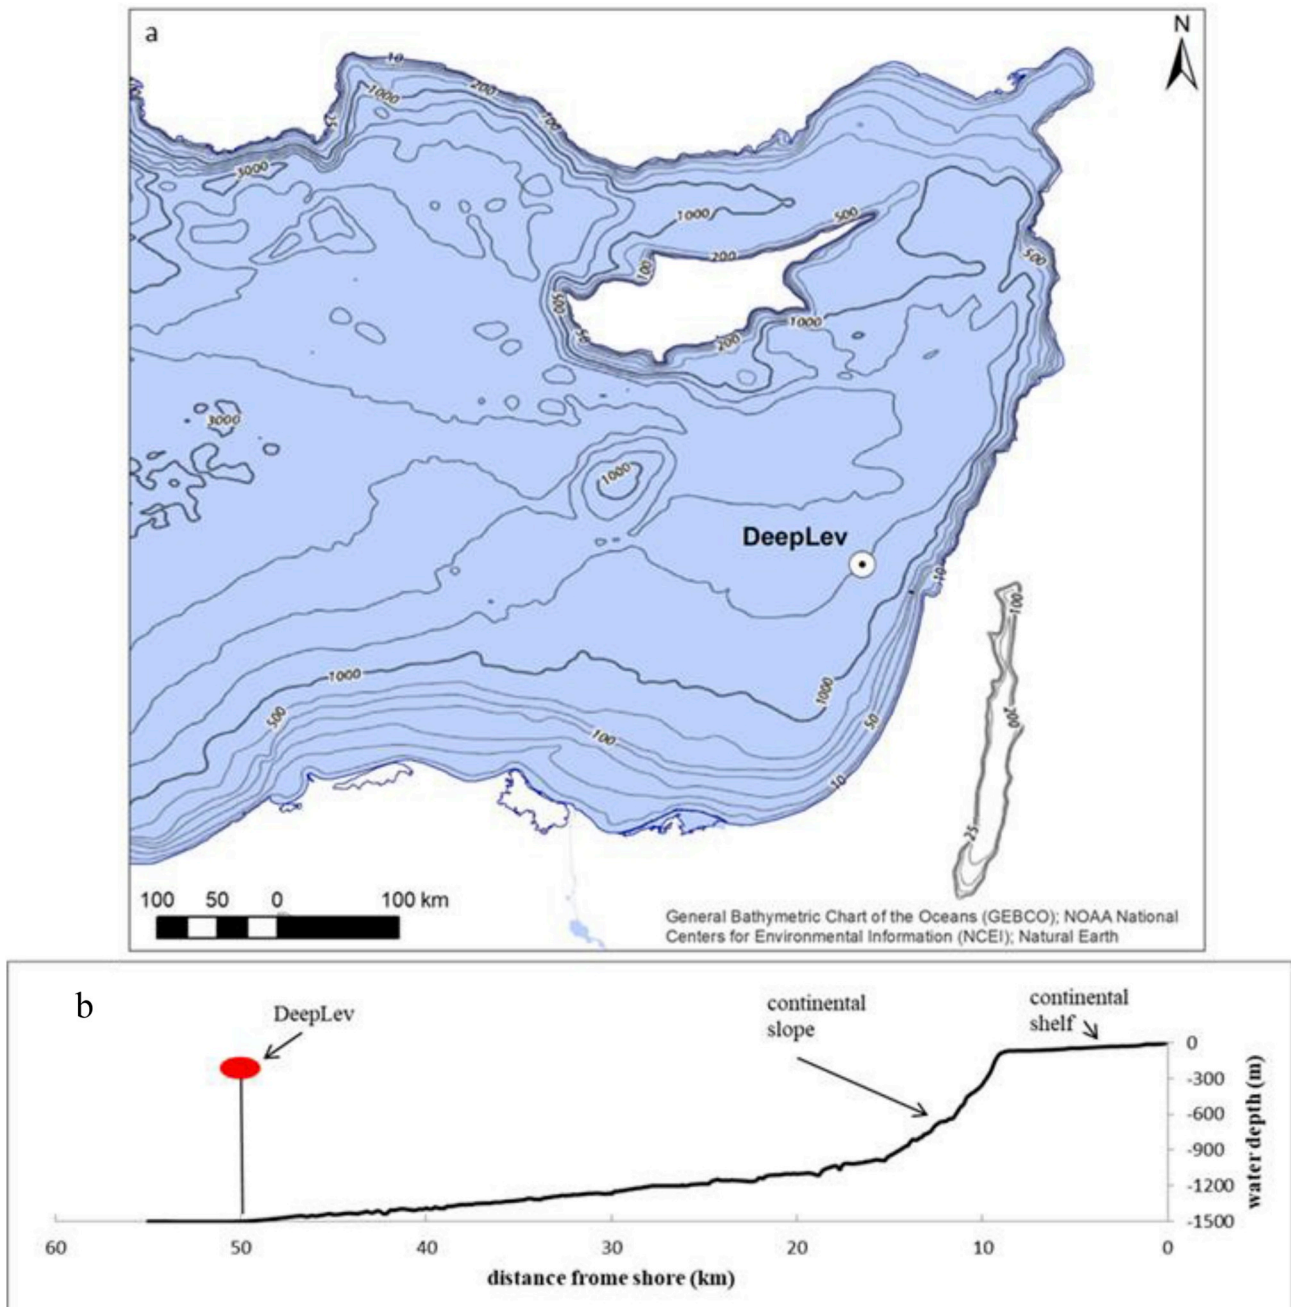 a
N
10
1000
200
100
25
3000
1000
500
200
100
500
500
50
200
1000
3000
1000
DeepLev
10
100
1000
1000
200
500
50
100
10
25
100 50 0 100 km
General Bathymetric Chart of the Oceans (GEBCO); NOAA National
Centers for Environmental Information (NCEI); Natural Earth
b
DeepLev
continental
slope
continental
shelf
0
-300
-600
-900
-1200
-1500
water depth (m)
60 50 40 30 20 10 0
distance frome shore (km)